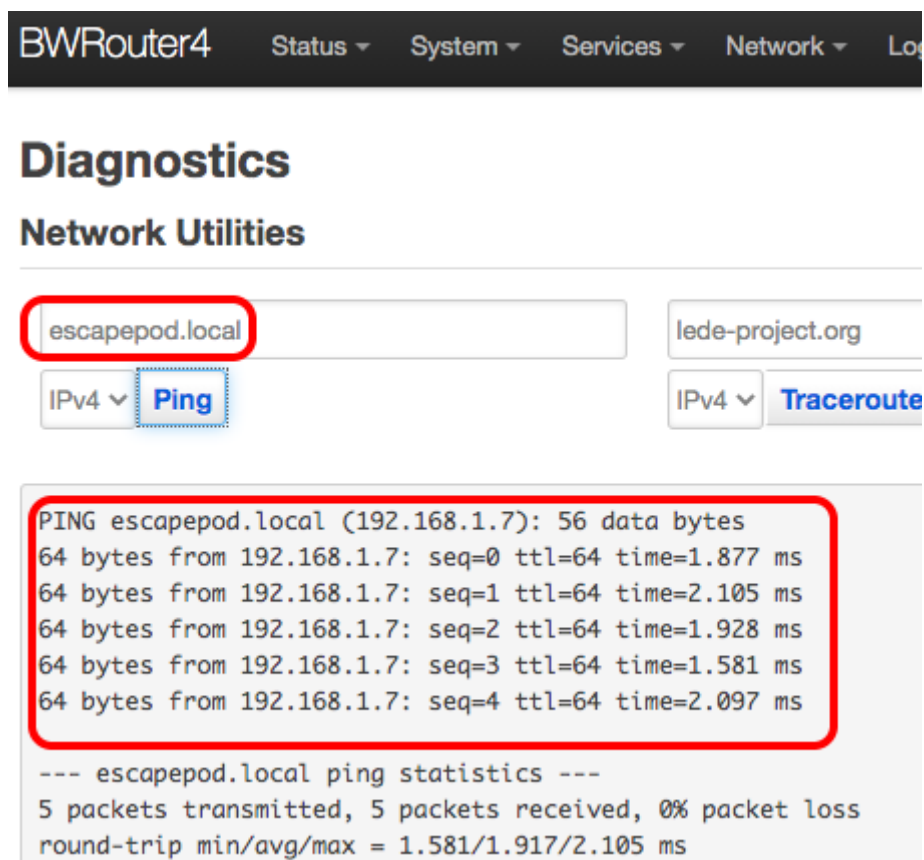 BWRouter4 Status System Services Network Log
Diagnostics
Network Utilities
escapepod.local lede-project.org
IPv4 Ping IPv4 Traceroute
PING escapepod.local (192.168.1.7): 56 data bytes
64 bytes from 192.168.1.7: seq=0 ttl=64 time=1.877 ms
64 bytes from 192.168.1.7: seq=1 ttl=64 time=2.105 ms
64 bytes from 192.168.1.7: seq=2 ttl=64 time=1.928 ms
64 bytes from 192.168.1.7: seq=3 ttl=64 time=1.581 ms
64 bytes from 192.168.1.7: seq=4 ttl=64 time=2.097 ms
--- escapepod.local ping statistics ---
5 packets transmitted, 5 packets received, 0% packet loss
round-trip min/avg/max = 1.581/1.917/2.105 ms